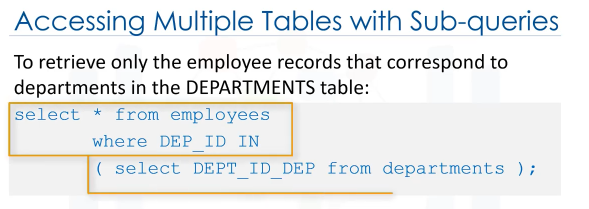 Accessing Multiple Tables with Sub-queries
To retrieve only the employee records that correspond to
departments in the DEPARTMENTS table:
select * from employees
where DEP_ID IN
( select DEPT_ID_DEP from departments );